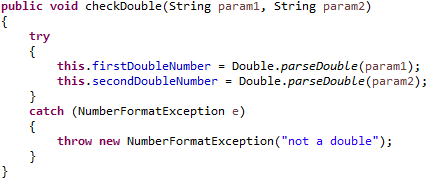 public void checkDouble(String param1, String param2)
{
    try
    {
        this.firstDoubleNumber = Double.parseDouble(param1);
        this.secondDoubleNumber = Double.parseDouble(param2);
    }
    catch (NumberFormatException e)
    {
        throw new NumberFormatException("not a double");
    }
}